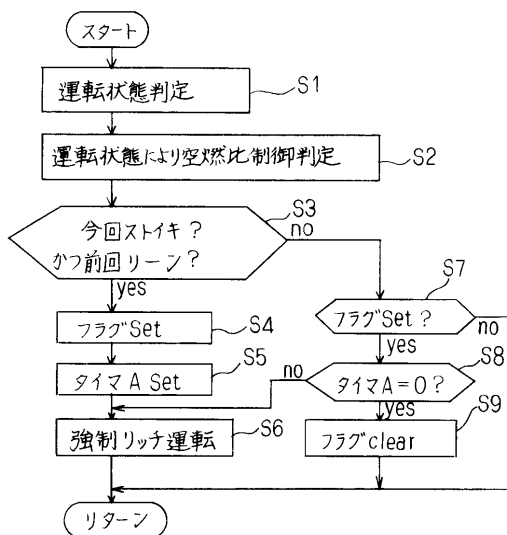 スタート
運転状態判定
S1
運転状態により空燃比制御判定
S2
今回ストイキ?
かつ前回リーン?
S3
no
yes
フラグSet
S4
タイマA Set
S5
強制リッチ運転
S6
フラグSet?
S7
no
yes
タイマA=0?
S8
no
yes
フラグclear
S9
リターン